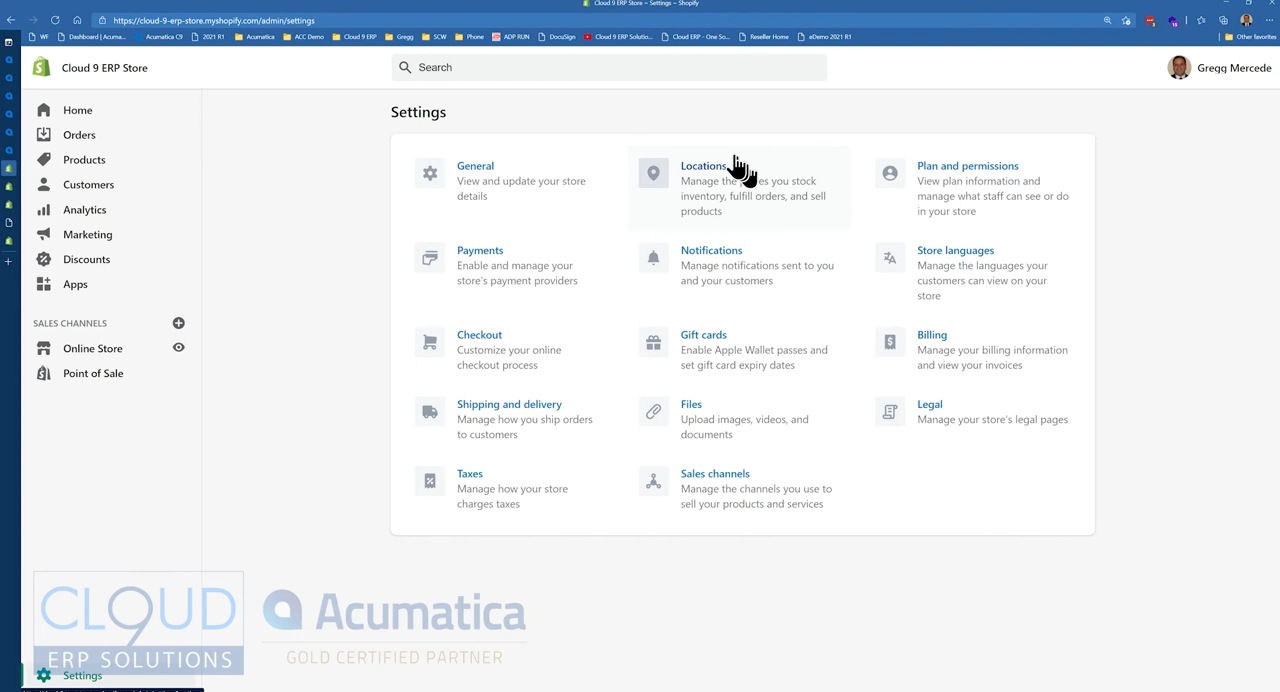 Cloud 9 ERP Store ~ Settings ~ Shopify
https://cloud-9-erp-store.myshopify.com/admin/settings
WF
Dashboard | Acuma...
Acumatica C9
2021 R1
Acumatica
ACC Demo
Cloud 9 ERP
Gregg
SCW
Phone
ADP RUN
DocuSign
Cloud 9 ERP Solutio...
Cloud ERP - One So...
Reseller Home
eDemo 2021 R1
Other favorites
Cloud 9 ERP Store
Search
Gregg Mercede
Home
Orders
Products
Customers
Analytics
Marketing
Discounts
Apps
SALES CHANNELS
Online Store
Point of Sale
Settings
Settings
General
View and update your store
details
Locations
Manage the you stock
inventory, fulfill orders, and sell
products
Plan and permissions
View plan information and
manage what staff can see or do
in your store
Payments
Enable and manage your
store's payment providers
Notifications
Manage notifications sent to you
and your customers
Store languages
Manage the languages your
customers can view on your
store
Checkout
Customize your online
checkout process
Gift cards
Enable Apple Wallet passes and
set gift card expiry dates
Billing
Manage your billing information
and view your invoices
Shipping and delivery
Manage how you ship orders
to customers
Files
Upload images, videos, and
documents
Legal
Manage your store's legal pages
Taxes
Manage how your store
charges taxes
Sales channels
Manage the channels you use to
sell your products and services
CLOUD
9
ERP SOLUTIONS
Acumatica
GOLD CERTIFIED PARTNER